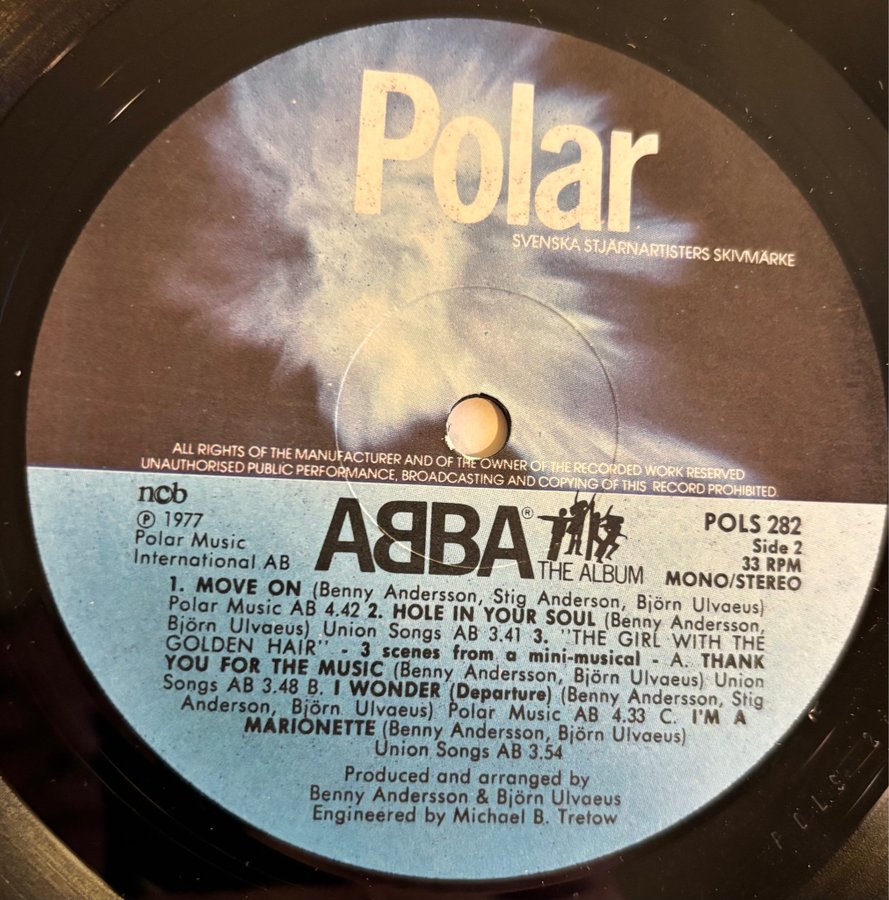 Polar
SVENSKA STJÄRNARTISTERS SKIVMÄRKE
ALL RIGHTS OF THE MANUFACTURER AND OF THE OWNER OF THE RECORDED WORK RESERVED
UNAUTHORISED PUBLIC PERFORMANCE, BROADCASTING AND COPYING OF THIS RECORD PROHIBITED.
ncb
Ⓟ 1977
Polar Music
International AB
ABBA®
THE ALBUM
POLS 282
Side 2
33 RPM
MONO/STEREO
1. MOVE ON (Benny Andersson, Stig Anderson, Björn Ulvaeus)
Polar Music AB 4.42 2. HOLE IN YOUR SOUL (Benny Andersson,
Björn Ulvaeus) Union Songs AB 3.41 3. "THE GIRL WITH THE
GOLDEN HAIR" - 3 scenes from a mini-musical - A. THANK
YOU FOR THE MUSIC (Benny Andersson, Björn Ulvaeus) Union
Songs AB 3.48 B. I WONDER (Departure) (Benny Andersson, Stig
Anderson, Björn Ulvaeus) Polar Music AB 4.33 C. I'M A
MARIONETTE (Benny Andersson, Björn Ulvaeus)
Union Songs AB 3.54
Produced and arranged by
Benny Andersson & Björn Ulvaeus
Engineered by Michael B. Tretow